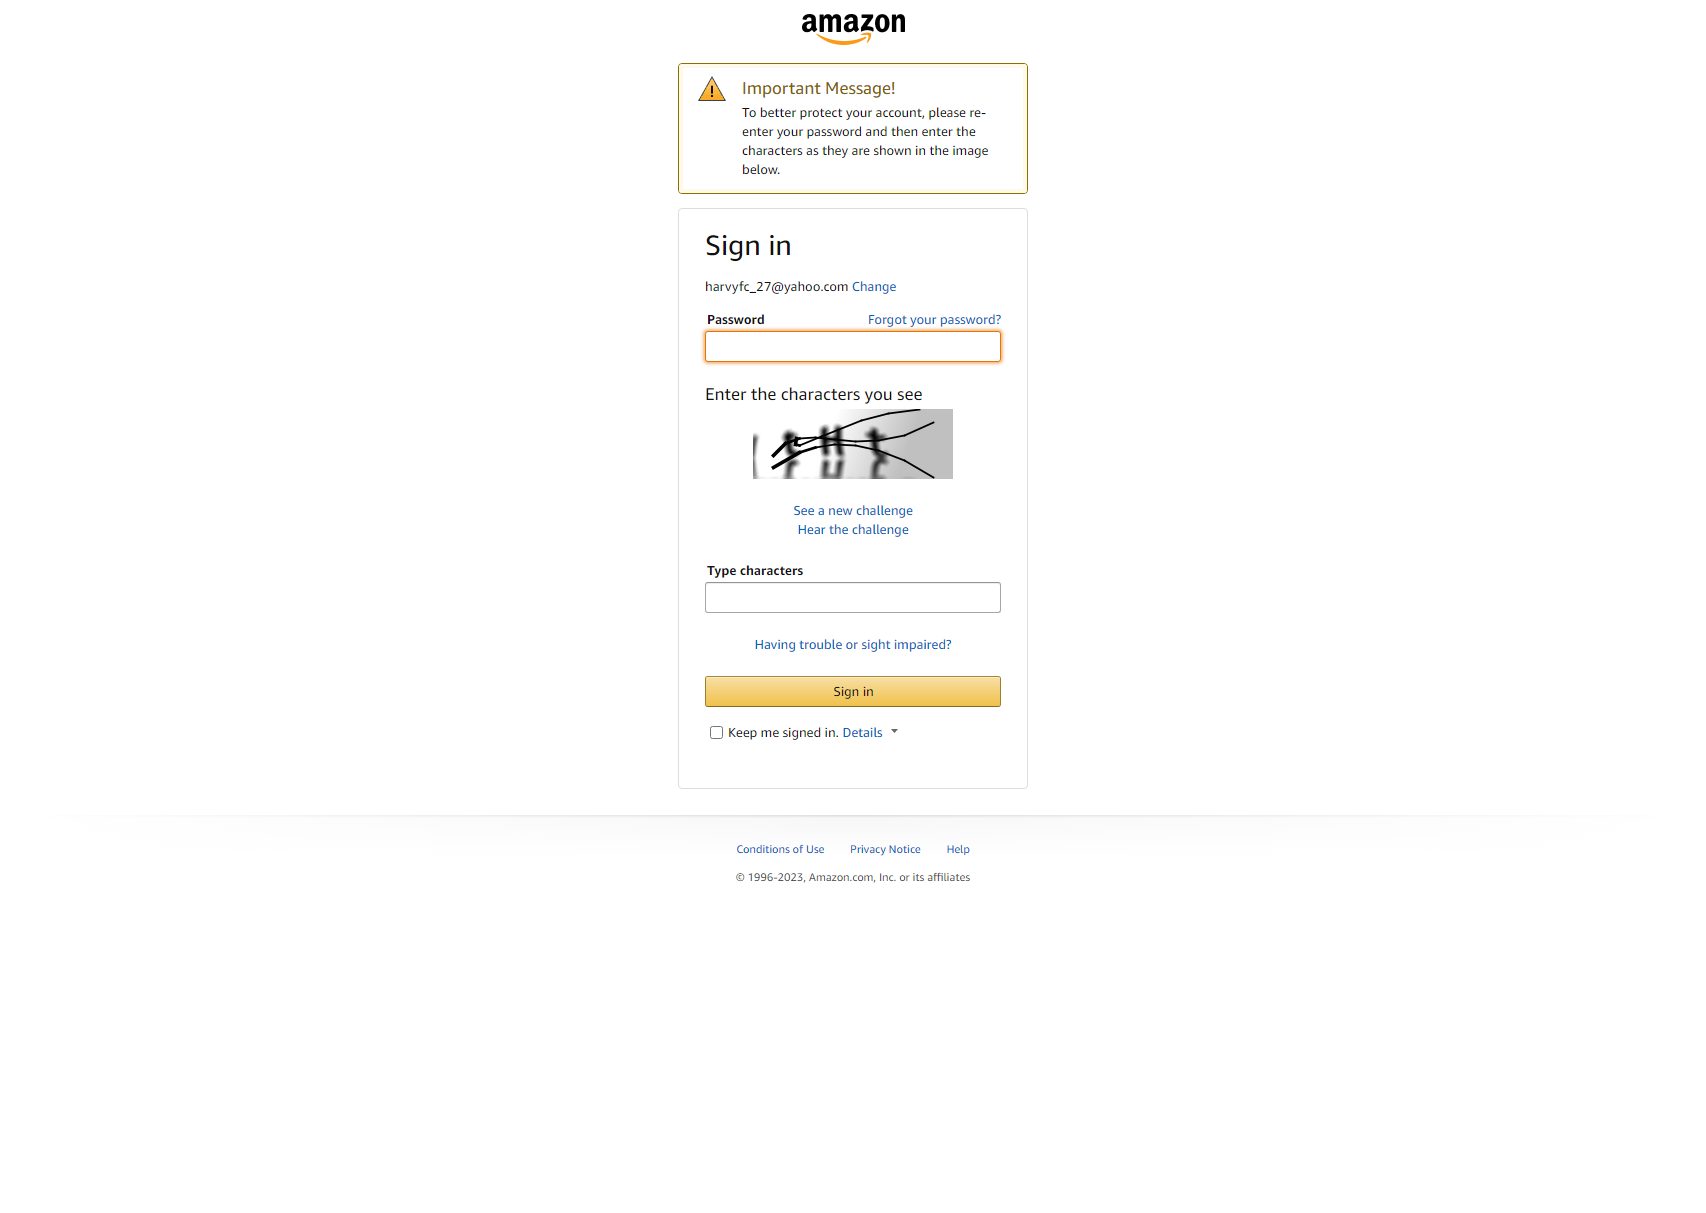 amazon
Important Message!
To better protect your account, please re-
enter your password and then enter the
characters as they are shown in the image
below.
Sign in
harvyfc_27@yahoo.com Change
Password Forgot your password?
Enter the characters you see
See a new challenge
Hear the challenge
Type characters
Having trouble or sight impaired?
Sign in
Keep me signed in. Details
Conditions of Use Privacy Notice Help
© 1996-2023, Amazon.com, Inc. or its affiliates